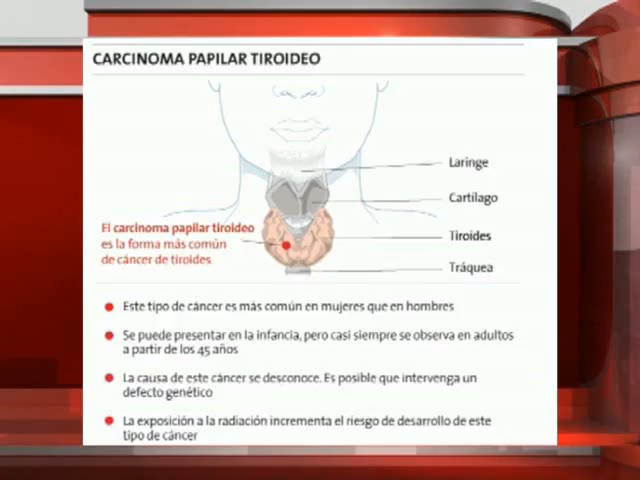 CARCINOMA PAPILAR TIROIDEO
Laringe
Cartílago
Tiroides
Tráquea
El carcinoma papilar tiroideo
es la forma más común
de cáncer de tiroides
Este tipo de cáncer es más común en mujeres que en hombres
Se puede presentar en la infancia, pero casi siempre se observa en adultos
a partir de los 45 años
La causa de este cáncer se desconoce. Es posible que intervenga un
defecto genético
La exposición a la radiación incrementa el riesgo de desarrollo de este
tipo de cáncer